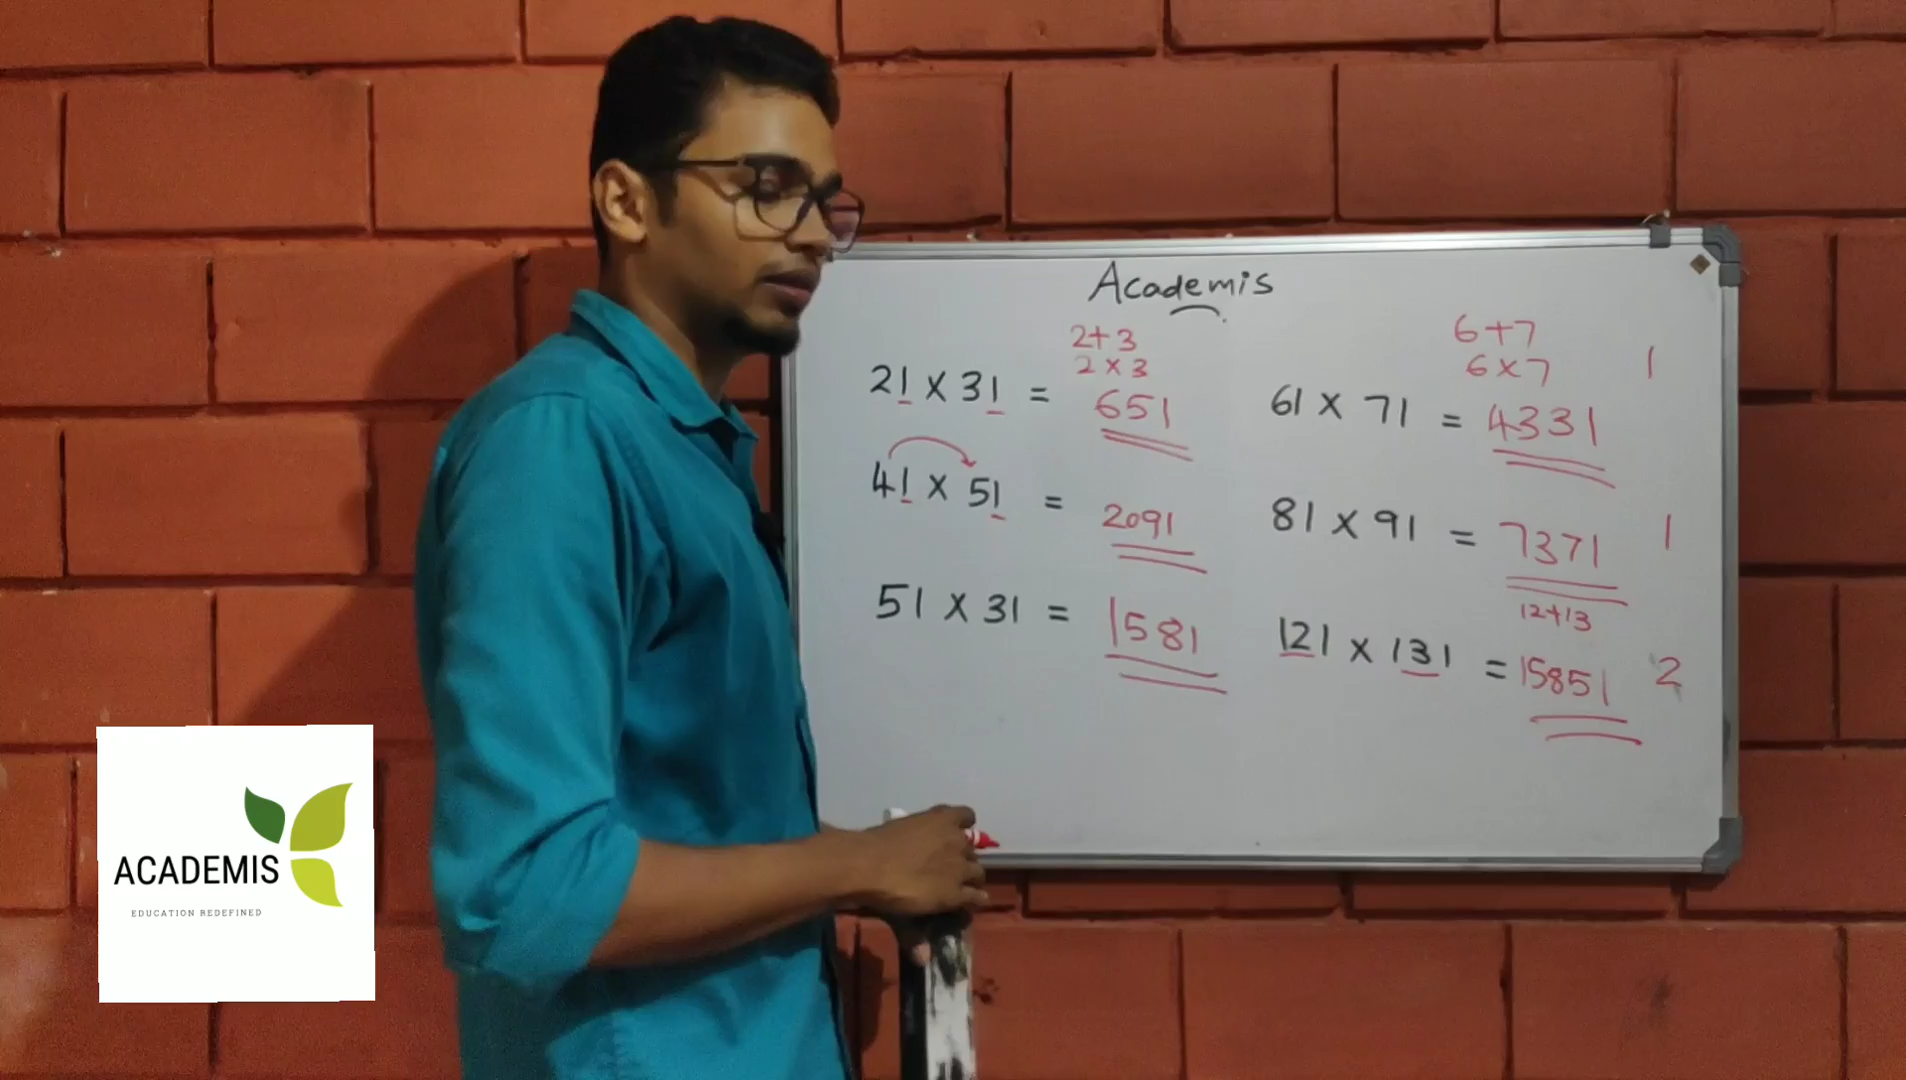 Academis
2+3
2×3
21 × 31 = 651
41 × 51 = 2091
51 × 31 = 1581
6+7
6×7
1
61 × 71 = 4331
81 × 91 = 7371 1
12+13
121 × 131 = 15851 2
ACADEMIS
EDUCATION REDEFINED